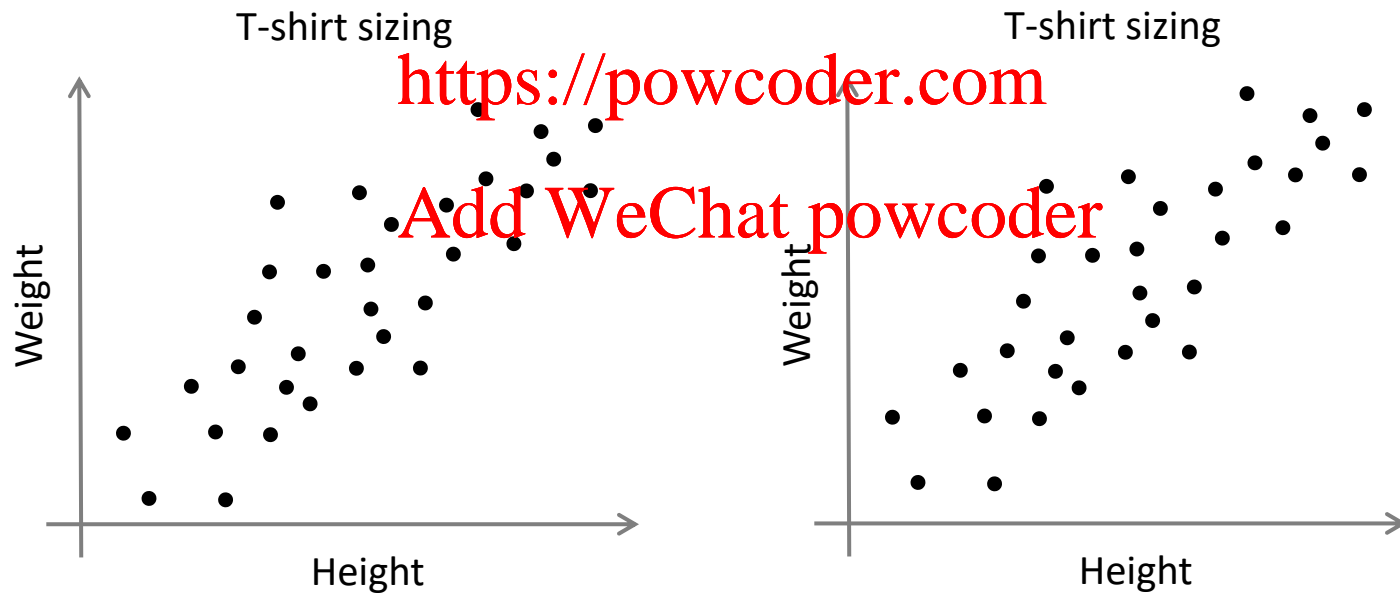 T-shirt sizing
T-shirt sizing
https://powcoder.com
Add WeChat powcoder
Weight
Weight
Height
Height